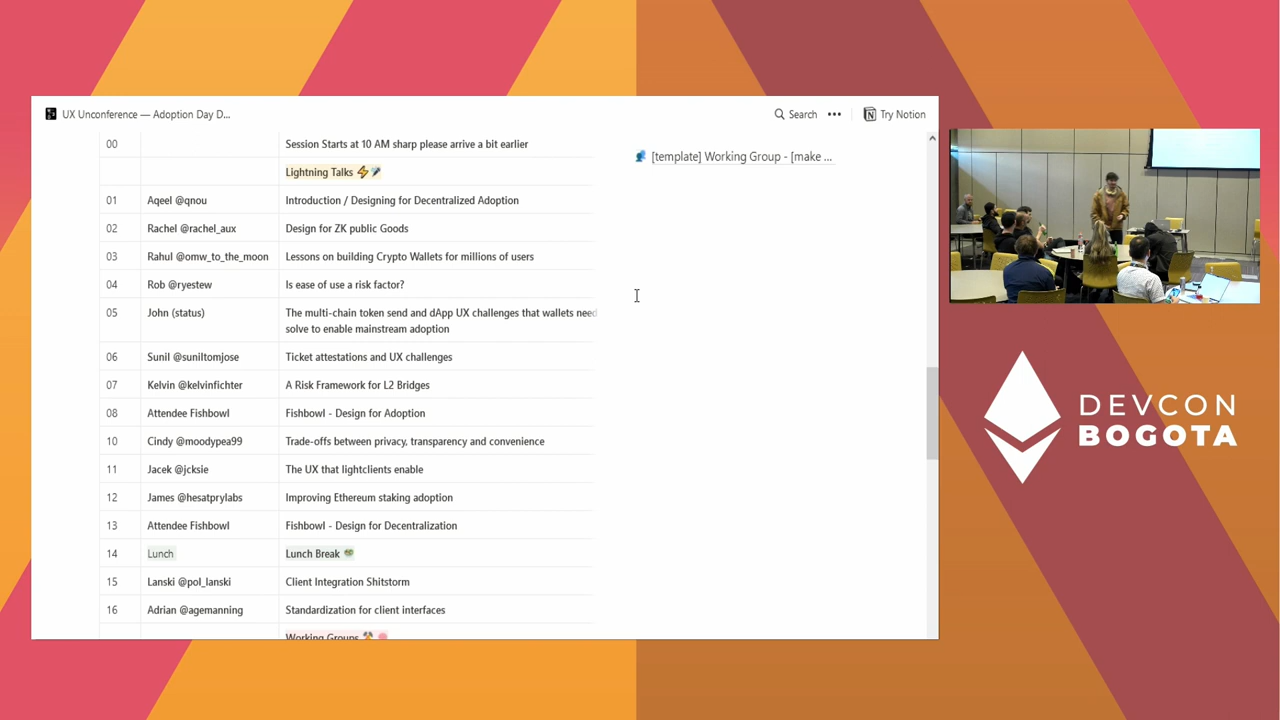 UX Unconference — Adoption Day D...
Search ••• Try Notion
00 Session Starts at 10 AM sharp please arrive a bit earlier
Lightning Talks ⚡🎤
01 Aqeel @qnou Introduction / Designing for Decentralized Adoption
02 Rachel @rachel_aux Design for ZK public Goods
03 Rahul @omw_to_the_moon Lessons on building Crypto Wallets for millions of users
04 Rob @ryestew Is ease of use a risk factor?
05 John (status) The multi-chain token send and dApp UX challenges that wallets need
solve to enable mainstream adoption
06 Sunil @suniltomjose Ticket attestations and UX challenges
07 Kelvin @kelvinfichter A Risk Framework for L2 Bridges
08 Attendee Fishbowl Fishbowl - Design for Adoption
10 Cindy @moodypea99 Trade-offs between privacy, transparency and convenience
11 Jacek @jcksie The UX that lightclients enable
12 James @hesatprylabs Improving Ethereum staking adoption
13 Attendee Fishbowl Fishbowl - Design for Decentralization
14 Lunch Lunch Break
15 Lanski @pol_lanski Client Integration Shitstorm
16 Adrian @agemanning Standardization for client interfaces
Working Groups
[template] Working Group - [make ...
DEVCON
BOGOTA